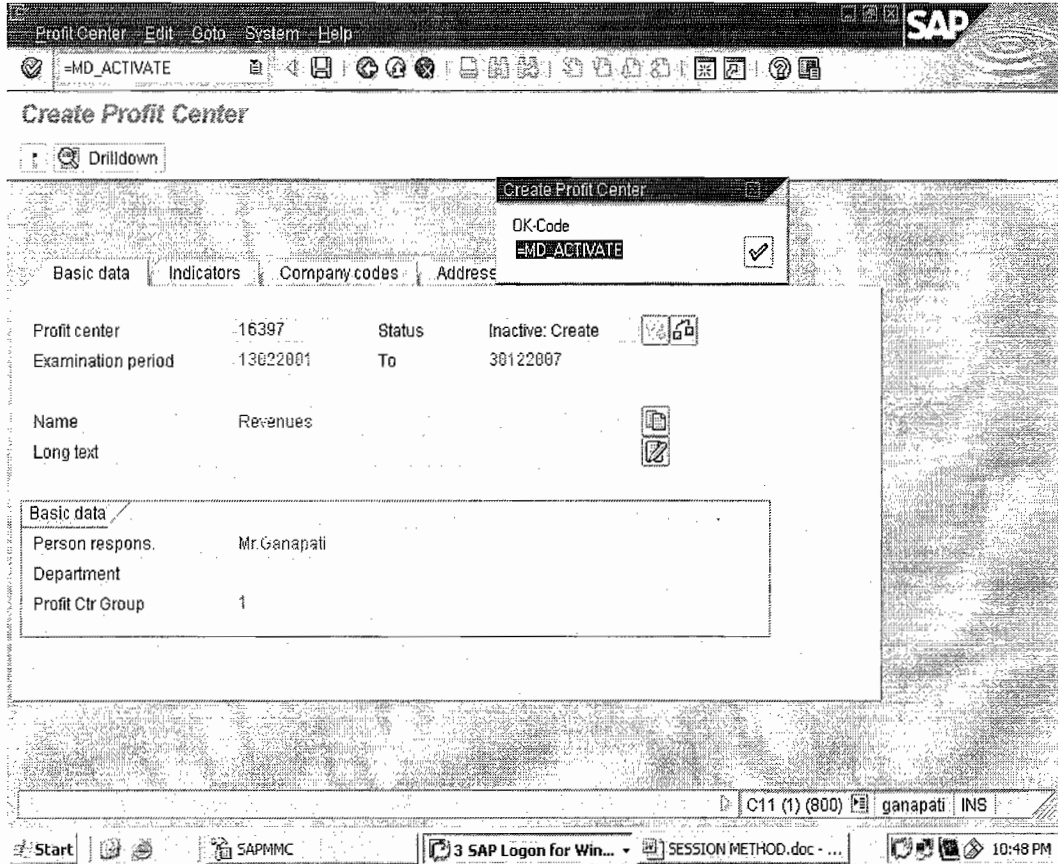 Profit Center Edit Goto System Help
SAP
=MD_ACTIVATE
Create Profit Center
Drilldown
Create Profit Center
OK-Code
=MD_ACTIVATE
Basic data Indicators Company codes Address
Profit center 16397 Status Inactive: Create
Examination period 13022001 To 30122007
Name Revenues
Long text
Basic data
Person respons. Mr.Ganapati
Department
Profit Ctr Group 1
C11 (1) (800) ganapati INS
Start SAPMMC 3 SAP Logon for Win... SESSION METHOD.doc - ... 10:48 PM